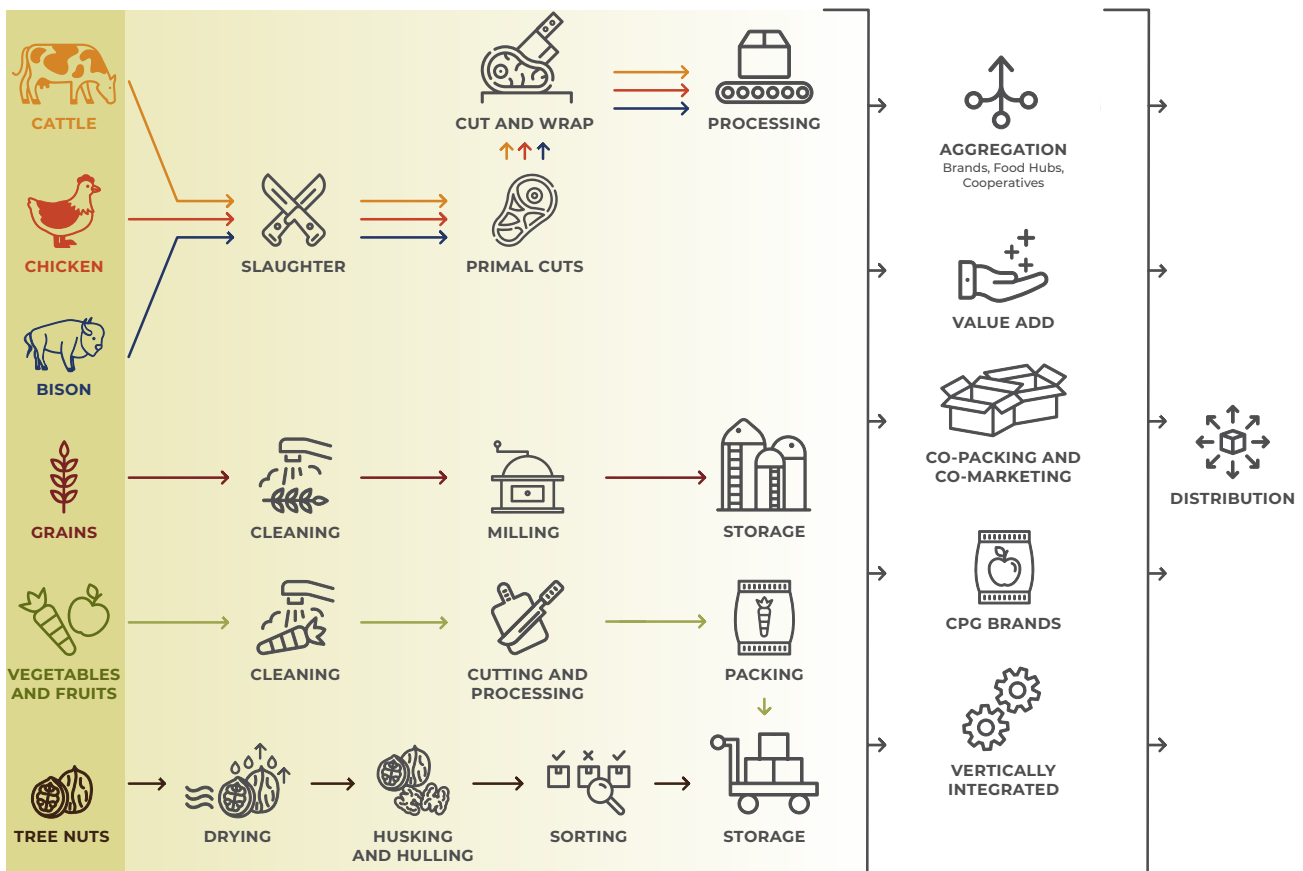 CATTLE
CUT AND WRAP
PROCESSING
CHICKEN
SLAUGHTER
PRIMAL CUTS
BISON
GRAINS
CLEANING
MILLING
STORAGE
VEGETABLES
AND FRUITS
CLEANING
CUTTING AND
PROCESSING
PACKING
TREE NUTS
DRYING
HUSKING
AND HULLING
SORTING
STORAGE
AGGREGATION
Brands, Food Hubs,
Cooperatives
VALUE ADD
CO-PACKING AND
CO-MARKETING
CPG BRANDS
VERTICALLY
INTEGRATED
DISTRIBUTION